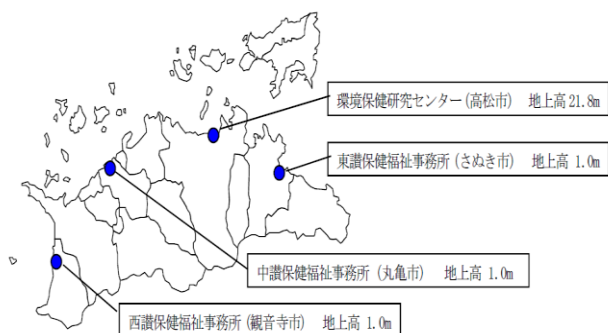 環境保健研究センター(高松市) 地上高 21.8m
東讃保健福祉事務所(さぬき市) 地上高 1.0m
中讃保健福祉事務所 (丸亀市) 地上高 1.0m
西讃保健福祉事務所(観音寺市) 地上高 1.0m